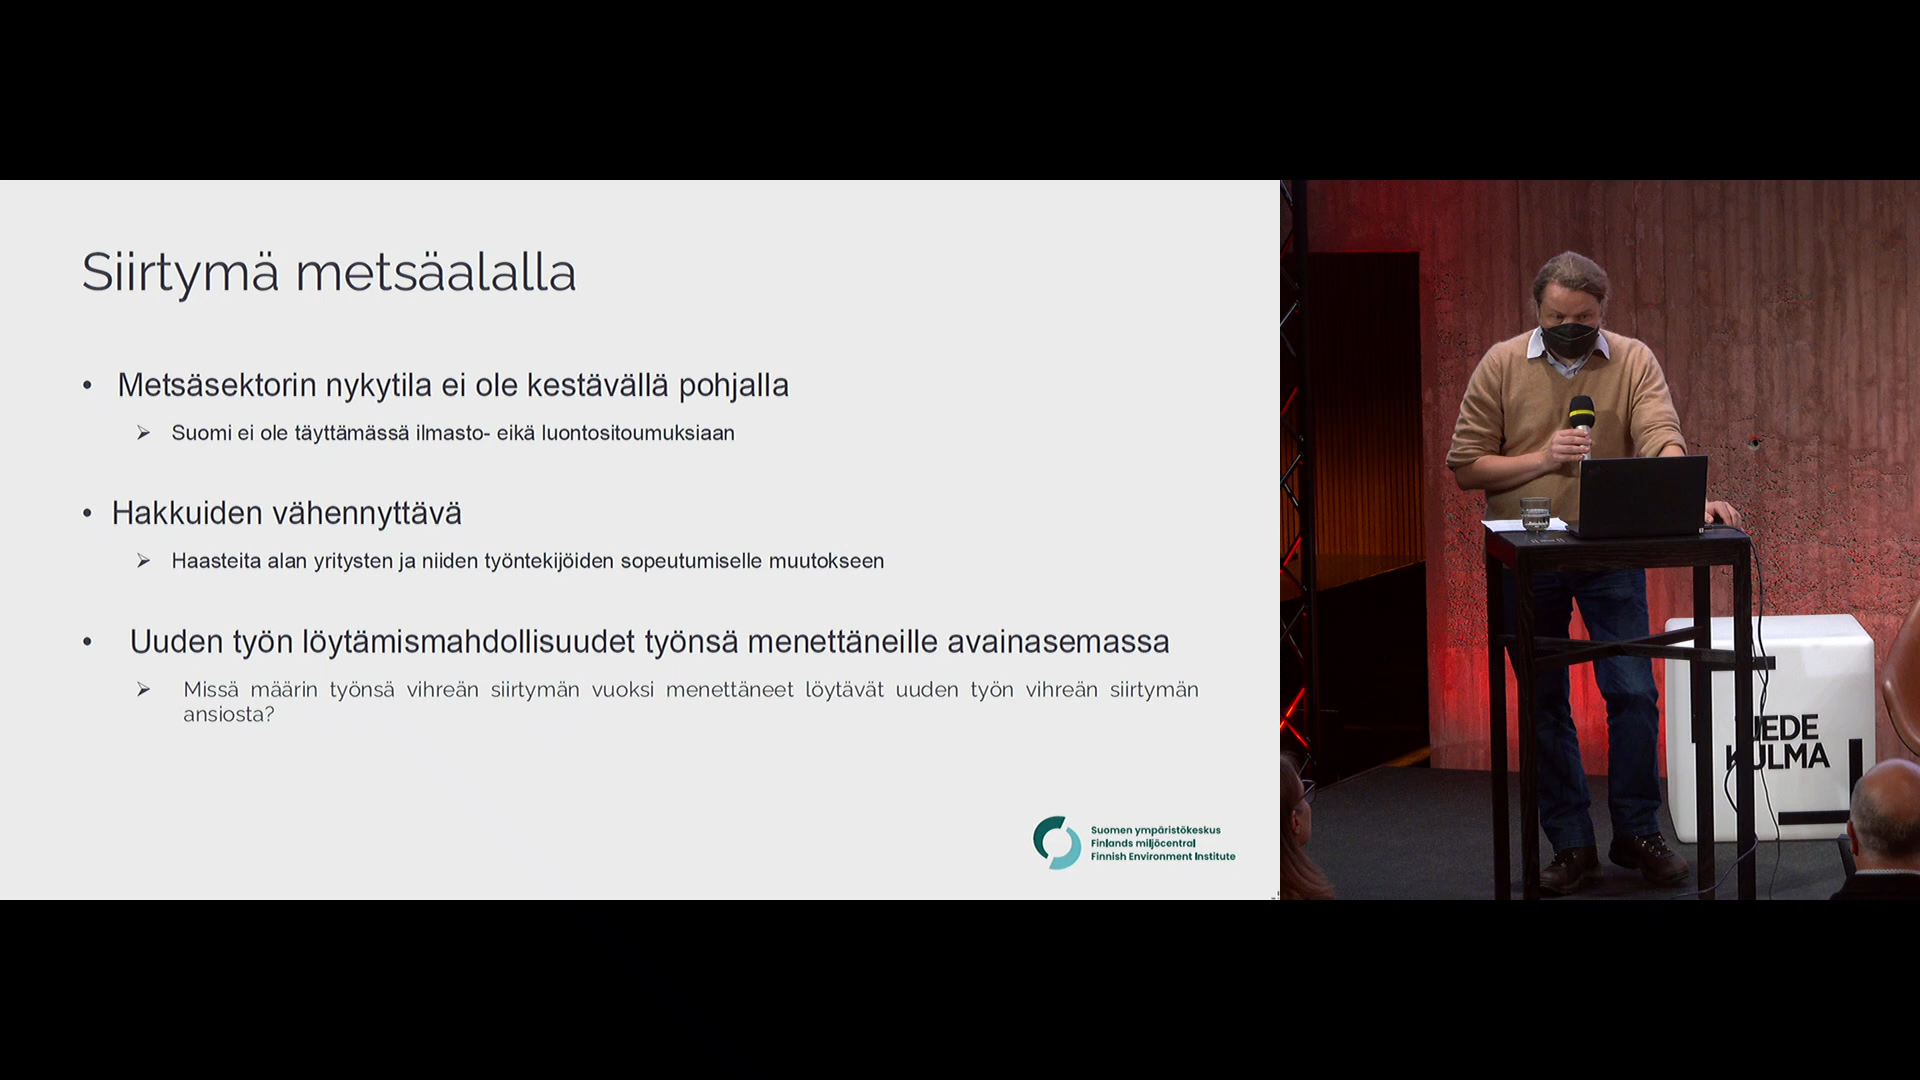 Siirtymä metsäalalla
• Metsäsektorin nykytila ei ole kestävällä pohjalla
➢ Suomi ei ole täyttämässä ilmasto- eikä luontositoumuksiaan
• Hakkuiden vähennyttävä
➢ Haasteita alan yritysten ja niiden työntekijöiden sopeutumiselle muutokseen
• Uuden työn löytämismahdollisuudet työnsä menettäneille avainasemassa
➢ Missä määrin työnsä vihreän siirtymän vuoksi menettäneet löytävät uuden työn vihreän siirtymän
ansiosta?
Suomen ympäristökeskus
Finlands miljöcentral
Finnish Environment Institute
KULMA